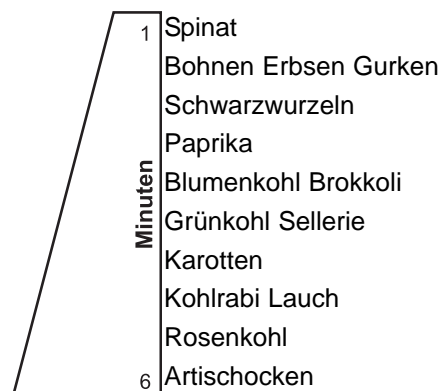 1 Spinat
Bohnen Erbsen Gurken
Schwarzwurzeln
Paprika
Blumenkohl Brokkoli
Grünkohl Sellerie
Karotten
Kohlrabi Lauch
Rosenkohl
6 Artischocken
Minuten